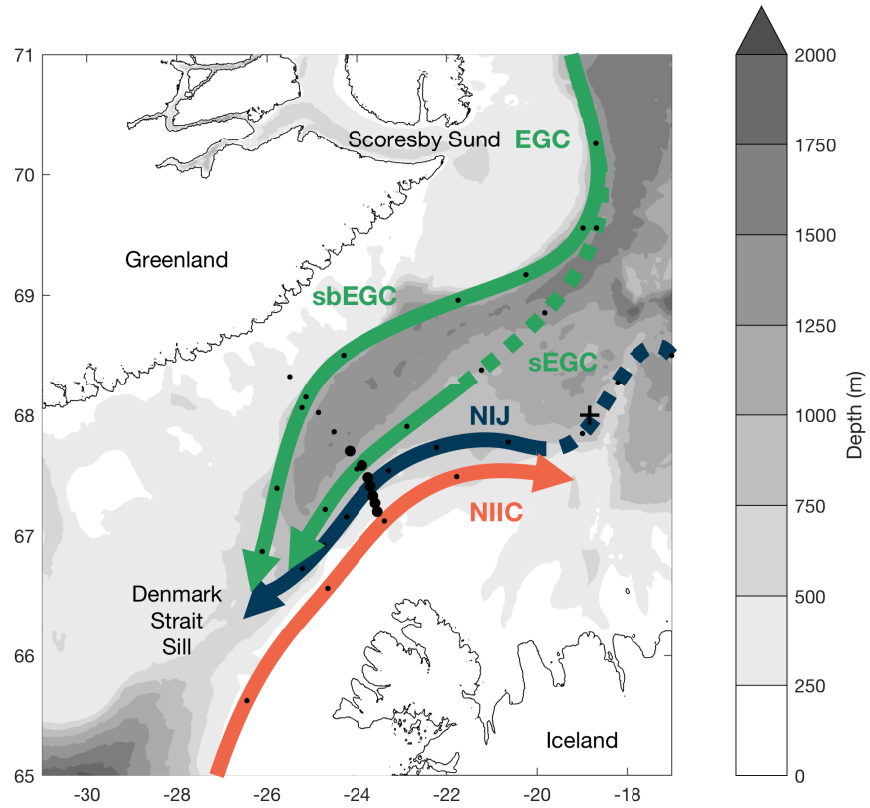 71
70
69
68
67
66
65
-30
-28
-26
-24
-22
-20
-18
Scoresby Sund
EGC
Greenland
sbEGC
sEGC
NIJ
NIIC
Denmark
Strait
Sill
Iceland
2000
1750
1500
1250
1000
750
500
250
0
Depth (m)